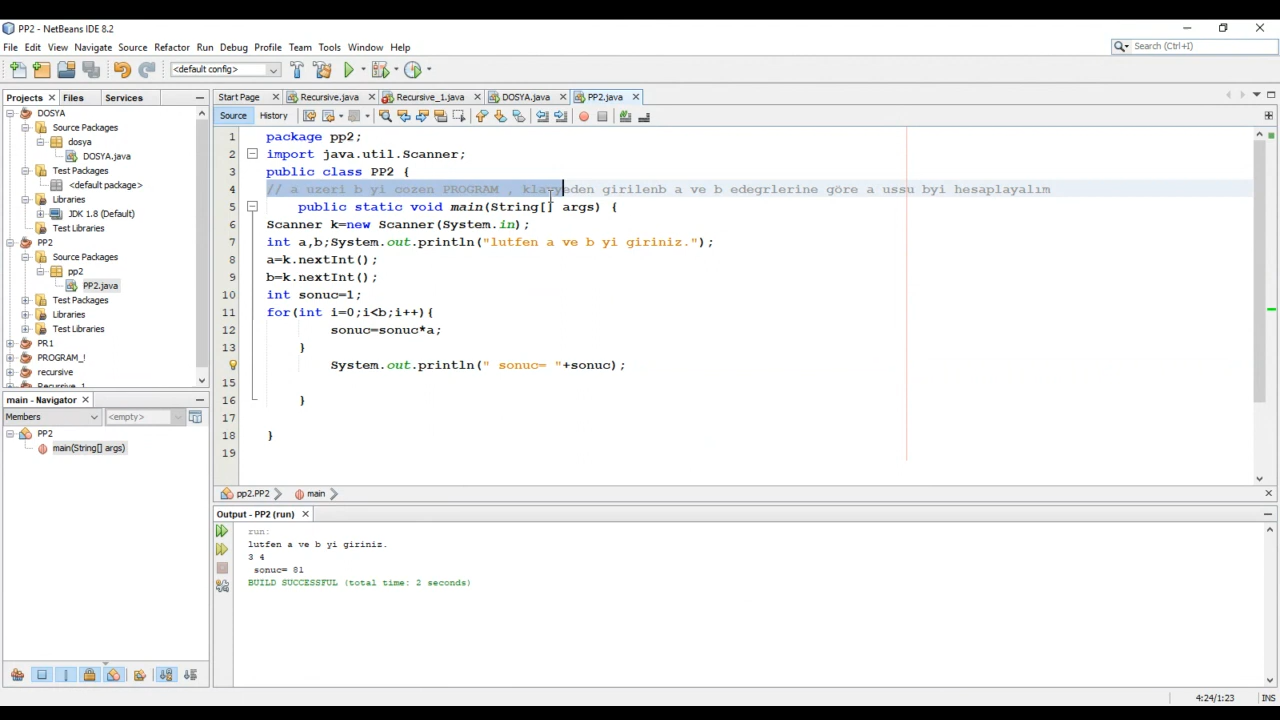 PP2 - NetBeans IDE 8.2
File Edit View Navigate Source Refactor Run Debug Profile Team Tools Window Help
Search (Ctrl+I)
<default config>
Projects Files Services
Start Page Recursive.java Recursive_1.java DOSYA.java PP2.java
Source History
DOSYA
Source Packages
dosya
DOSYA.java
Test Packages
<default package>
Libraries
JDK 1.8 (Default)
Test Libraries
PP2
Source Packages
pp2
PP2.java
Test Packages
Libraries
Test Libraries
PR1
PROGRAM_!
recursive
Recursive_1
main - Navigator
Members <empty>
PP2
main(String[] args)
1 package pp2;
2 import java.util.Scanner;
3 public class PP2 {
4 // a uzeri b yi cozen PROGRAM , klavyeden girilenb a ve b edegrlerine göre a ussu byi hesaplayalım
5 public static void main(String[] args) {
6 Scanner k=new Scanner(System.in);
7 int a,b;System.out.println("lutfen a ve b yi giriniz.");
8 a=k.nextInt();
9 b=k.nextInt();
10 int sonuc=1;
11 for(int i=0;i<b;i++){
12 sonuc=sonuc*a;
13 }
System.out.println(" sonuc= "+sonuc);
15
16 }
17
18 }
19
pp2.PP2 main
Output - PP2 (run)
run:
lutfen a ve b yi giriniz.
3 4
sonuc= 81
BUILD SUCCESSFUL (total time: 2 seconds)
4:24/1:23 INS